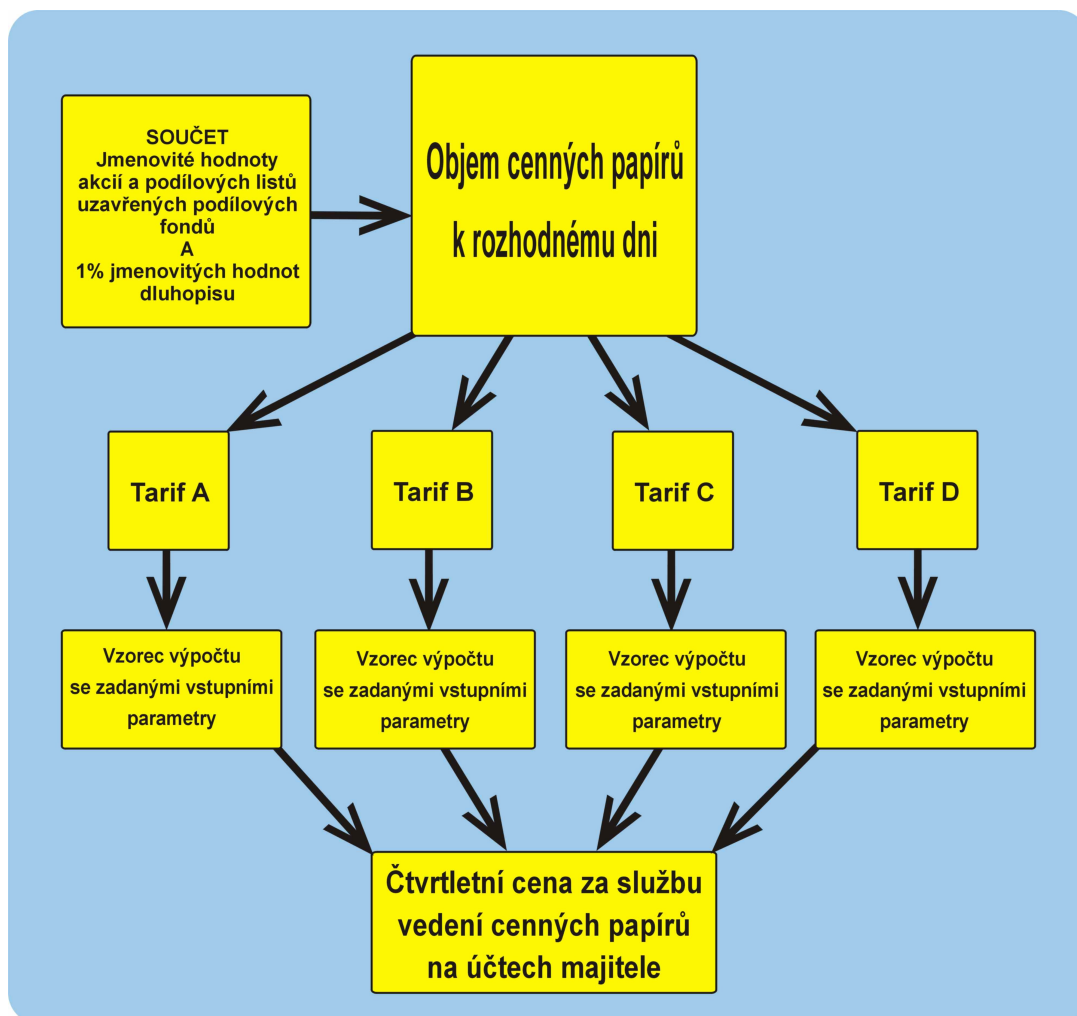 SOUČET
Jmenovité hodnoty
akcií a podílových listů
uzavřených podílových
fondů
A
1% jmenovitých hodnot
dluhopisu
Objem cenných papírů
k rozhodnému dni
Tarif A
Tarif B
Tarif C
Tarif D
Vzorec výpočtu
se zadanými vstupními
parametry
Vzorec výpočtu
se zadanými vstupními
parametry
Vzorec výpočtu
se zadanými vstupními
parametry
Vzorec výpočtu
se zadanými vstupními
parametry
Čtvrtletní cena za službu
vedení cenných papírů
na účtech majitele